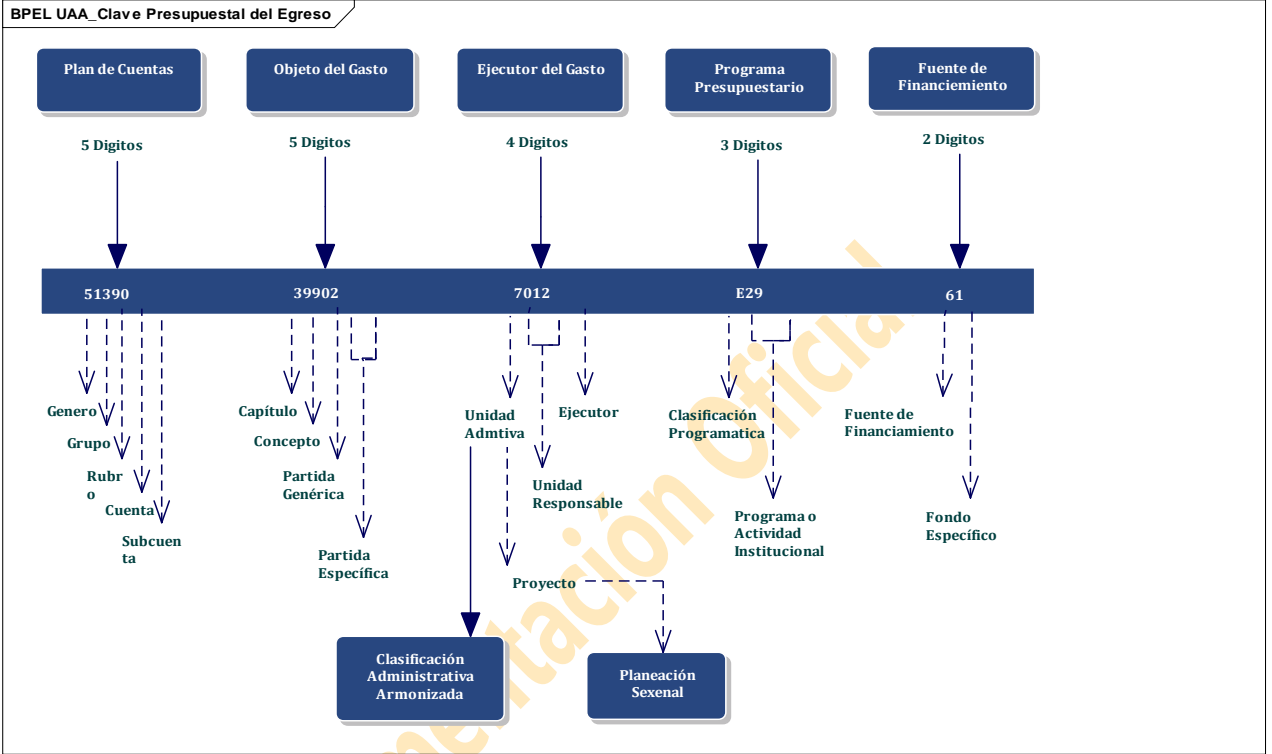 BPEL UAA_Clave Presupuestal del Egreso
Plan de Cuentas
Objeto del Gasto
Ejecutor del Gasto
Programa
Presupuestario
Fuente de
Financiemiento
5 Digitos
5 Digitos
4 Digitos
3 Digitos
2 Digitos
51390
39902
7012
E29
61
Genero
Grupo
Rubr
o
Cuenta
Subcuen
ta
Capítulo
Concepto
Partida
Genérica
Partida
Específica
Unidad
Admtiva
Ejecutor
Unidad
Responsable
Proyecto
Clasificación
Programatica
Programa o
Actividad
Institucional
Fuente de
Financiamiento
Fondo
Específico
Clasificación
Administrativa
Armonizada
Planeación
Sexenal
mentación Oficial